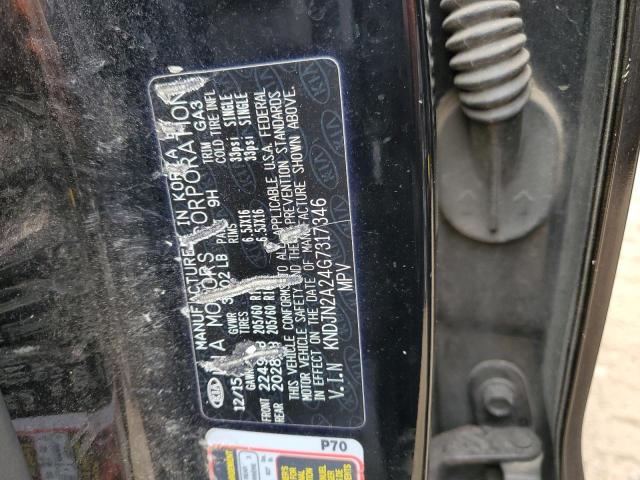 MANUFACTURED IN KOREA
KIA MOTORS CORPORATION
12/15 GVWR LB PAINT 9H TRIM GA3
TIRES RIMS COLD TIRE INFL
FRONT 205/60 R16 6.5JX16 33psi SINGLE
REAR 205/60 R16 6.5JX16 33psi SINGLE
THIS VEHICLE CONFORMS TO ALL APPLICABLE U.S.A. FEDERAL
MOTOR VEHICLE SAFETY AND THEFT PREVENTION STANDARDS
IN EFFECT ON THE DATE OF MANUFACTURE SHOWN ABOVE.
V.I.N KNDJN2A24G7317346
MPV
KIA
P70